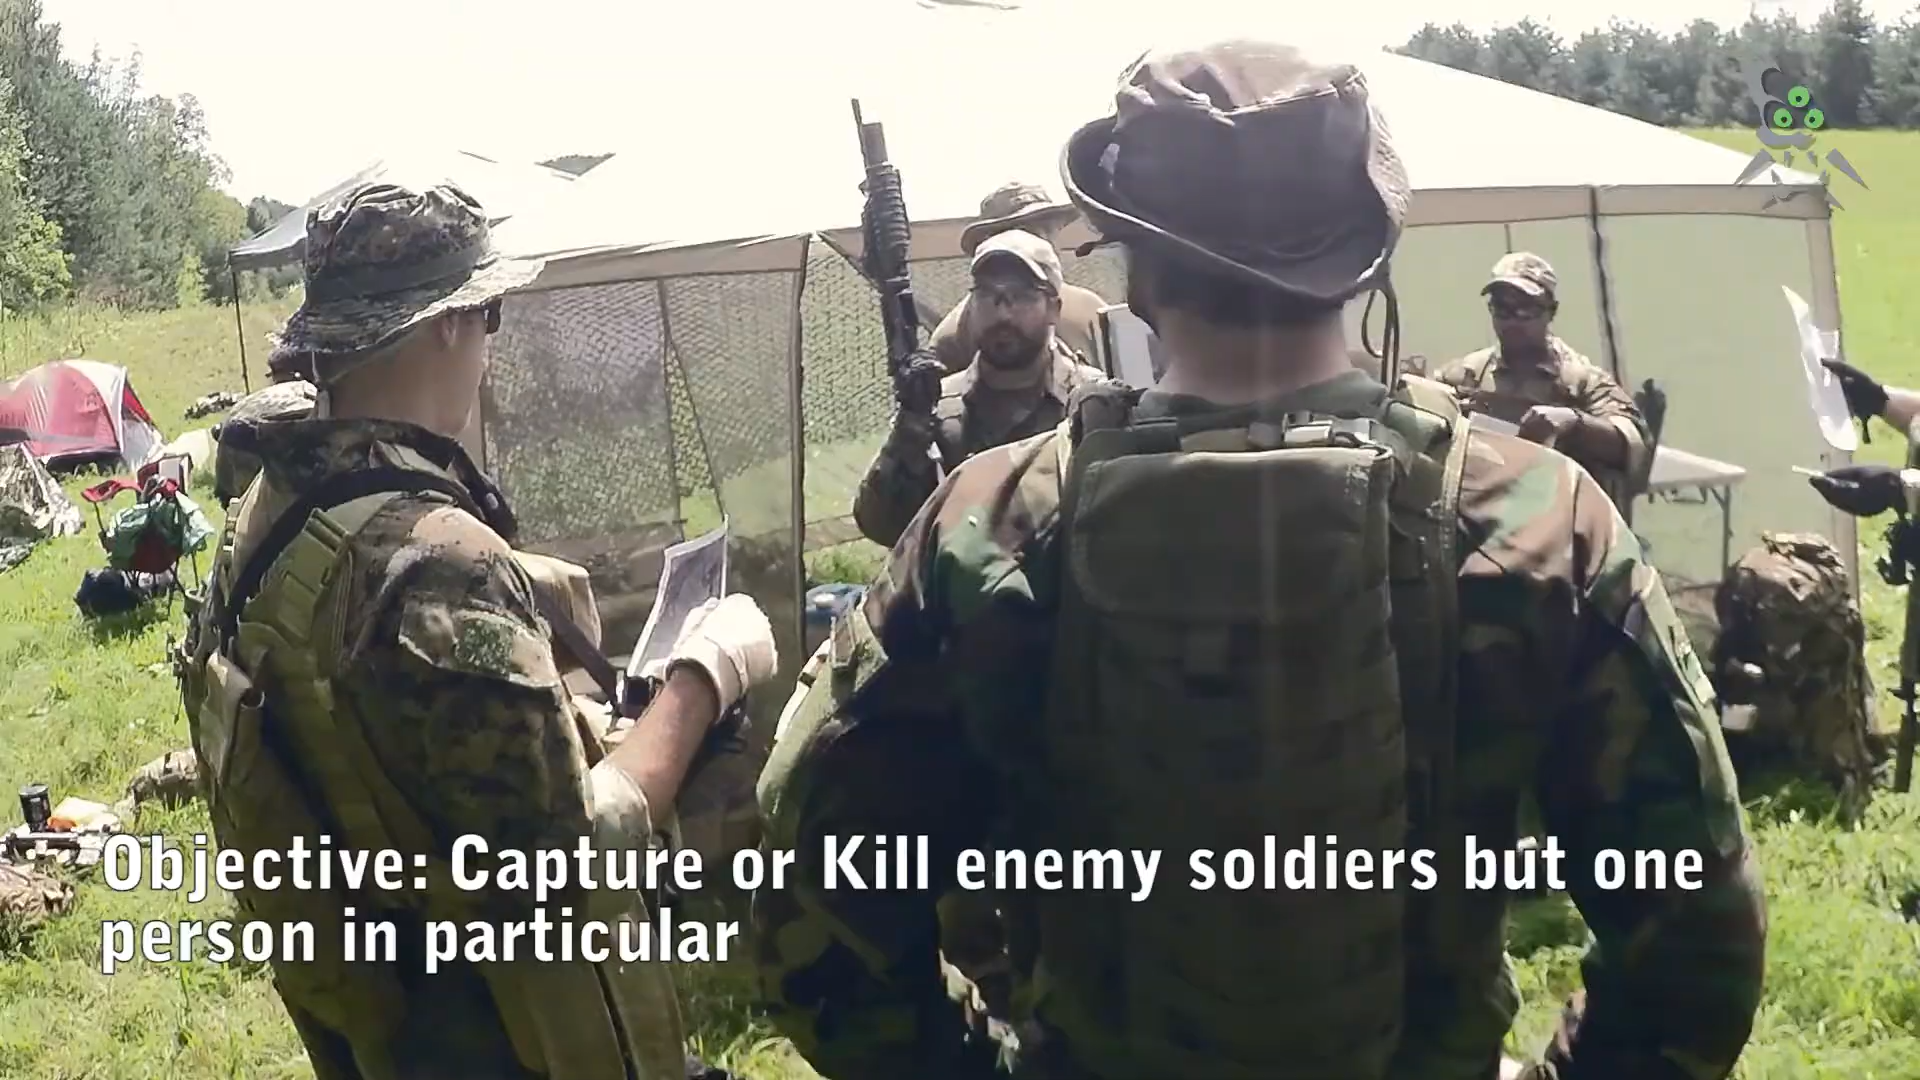 Objective: Capture or Kill enemy soldiers but one
person in particular